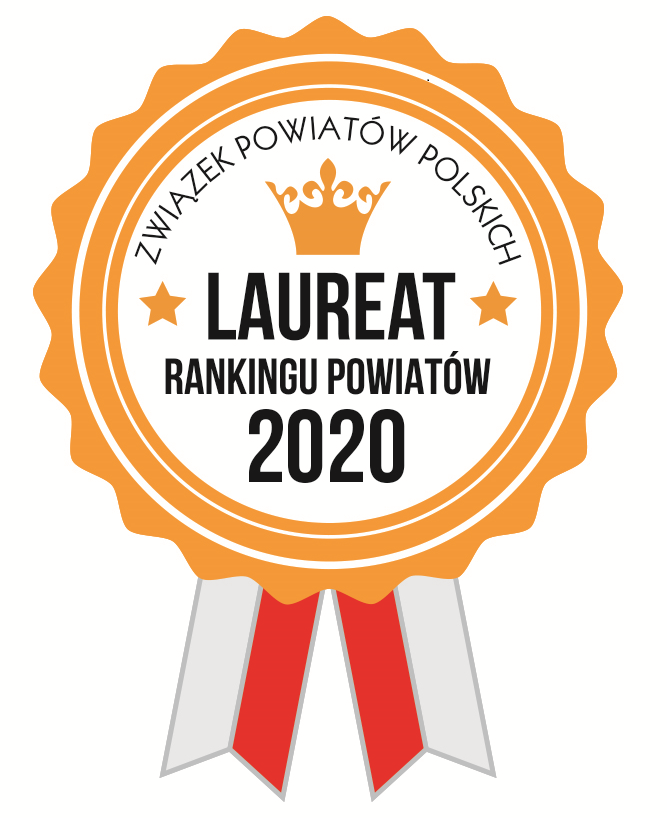 ZWIĄZEK POWIATÓW POLSKICH
LAUREAT
RANKINGU POWIATÓW
2020